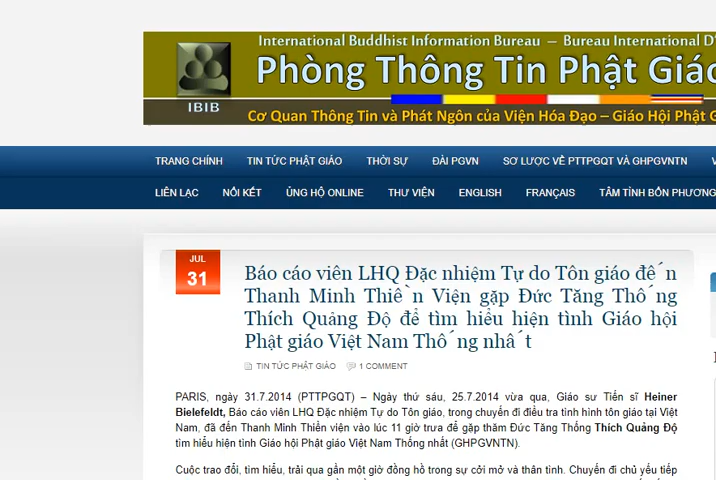 International Buddhist Information Bureau — Bureau International D'
Phòng Thông Tin Phật Giáo
IBIB
Cơ Quan Thông Tin và Phát Ngôn của Viện Hóa Đạo – Giáo Hội Phật G
TRANG CHÍNH TIN TỨC PHẬT GIÁO THỜI SỰ ĐÀI PGVN SƠ LƯỢC VỀ PTTPGQT VÀ GHPGVNTN V
LIÊN LẠC NỐI KẾT ỦNG HỘ ONLINE THƯ VIỆN ENGLISH FRANÇAIS TÂM TÌNH BỐN PHƯƠNG
JUL
31
Báo cáo viên LHQ Đặc nhiệm Tự do Tôn giáo đến
Thanh Minh Thiền Viện gặp Đức Tăng Thống
Thích Quảng Độ để tìm hiểu hiện tình Giáo hội
Phật giáo Việt Nam Thống nhất
TIN TỨC PHẬT GIÁO 1 COMMENT
PARIS, ngày 31.7.2014 (PTTPGQT) – Ngày thứ sáu, 25.7.2014 vừa qua, Giáo sư Tiến sĩ Heiner
Bielefeldt, Báo cáo viên LHQ Đặc nhiệm Tự do Tôn giáo, trong chuyến đi điều tra tình hình tôn giáo tại Việt
Nam, đã đến Thanh Minh Thiền viện vào lúc 11 giờ trưa để gặp thăm Đức Tăng Thống Thích Quảng Độ
tìm hiểu hiện tình Giáo hội Phật giáo Việt Nam Thống nhất (GHPGVNTN).
Cuộc trao đổi, tìm hiểu, trải qua gần một giờ đồng hồ trong sự cởi mở và thân tình. Chuyến đi chủ yếu tiếp